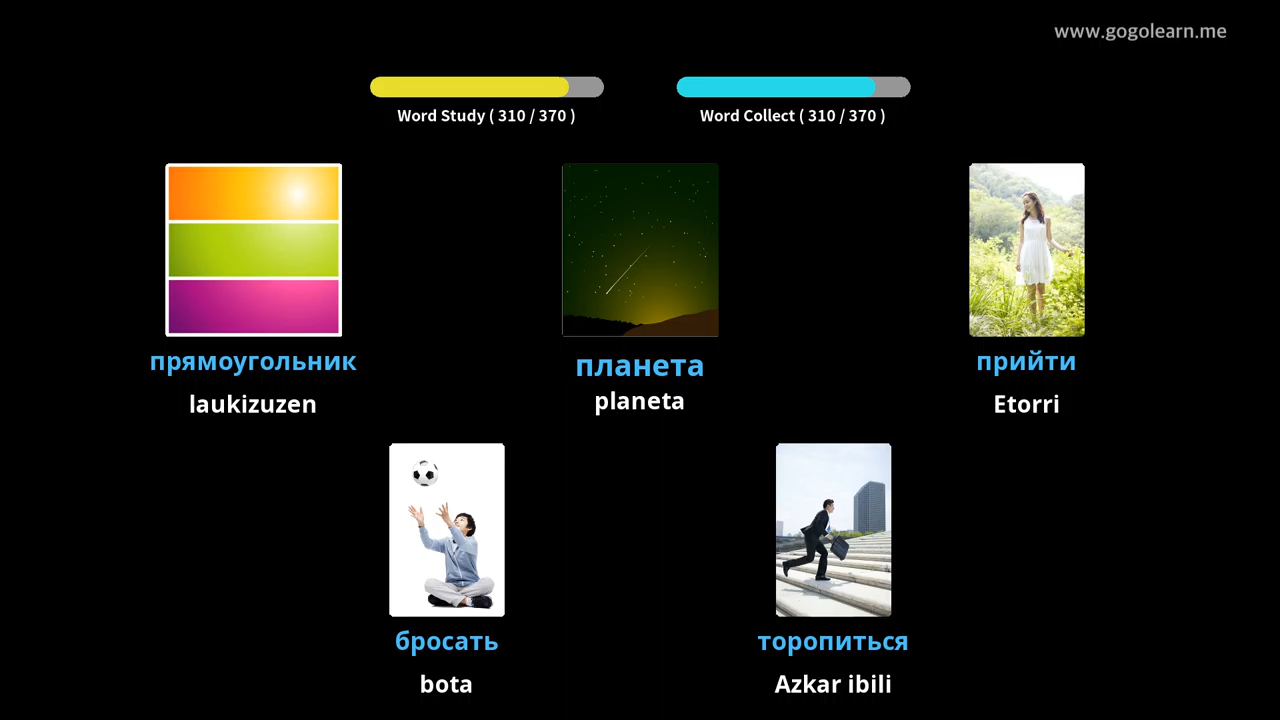 www.gogolearn.me
Word Study ( 310 / 370 )
Word Collect ( 310 / 370 )
прямоугольник
laukizuzen
планета
planeta
прийти
Etorri
бросать
bota
торопиться
Azkar ibili